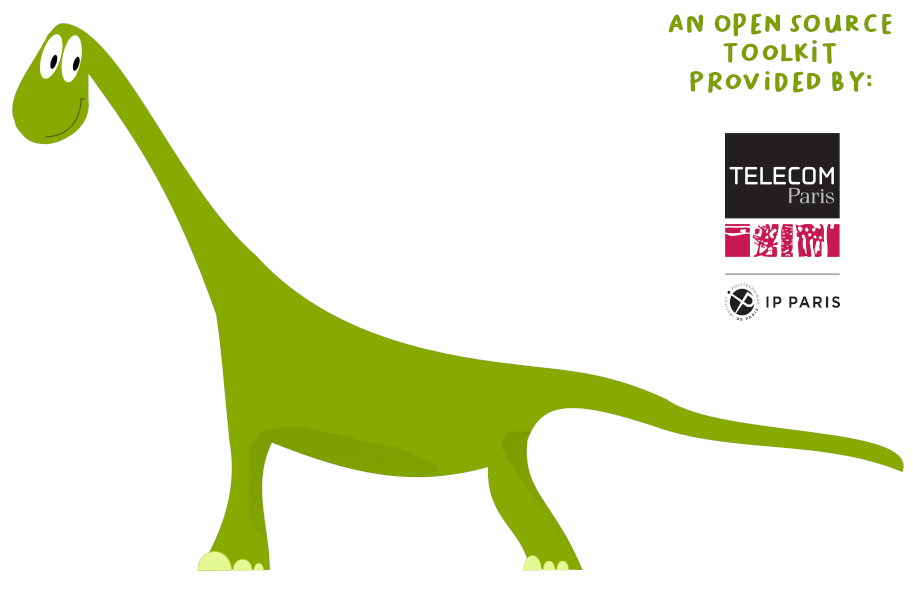 AN OPEN SOURCE
TOOLKIT
PROVIDED BY:
TELECOM
Paris
IP PARIS